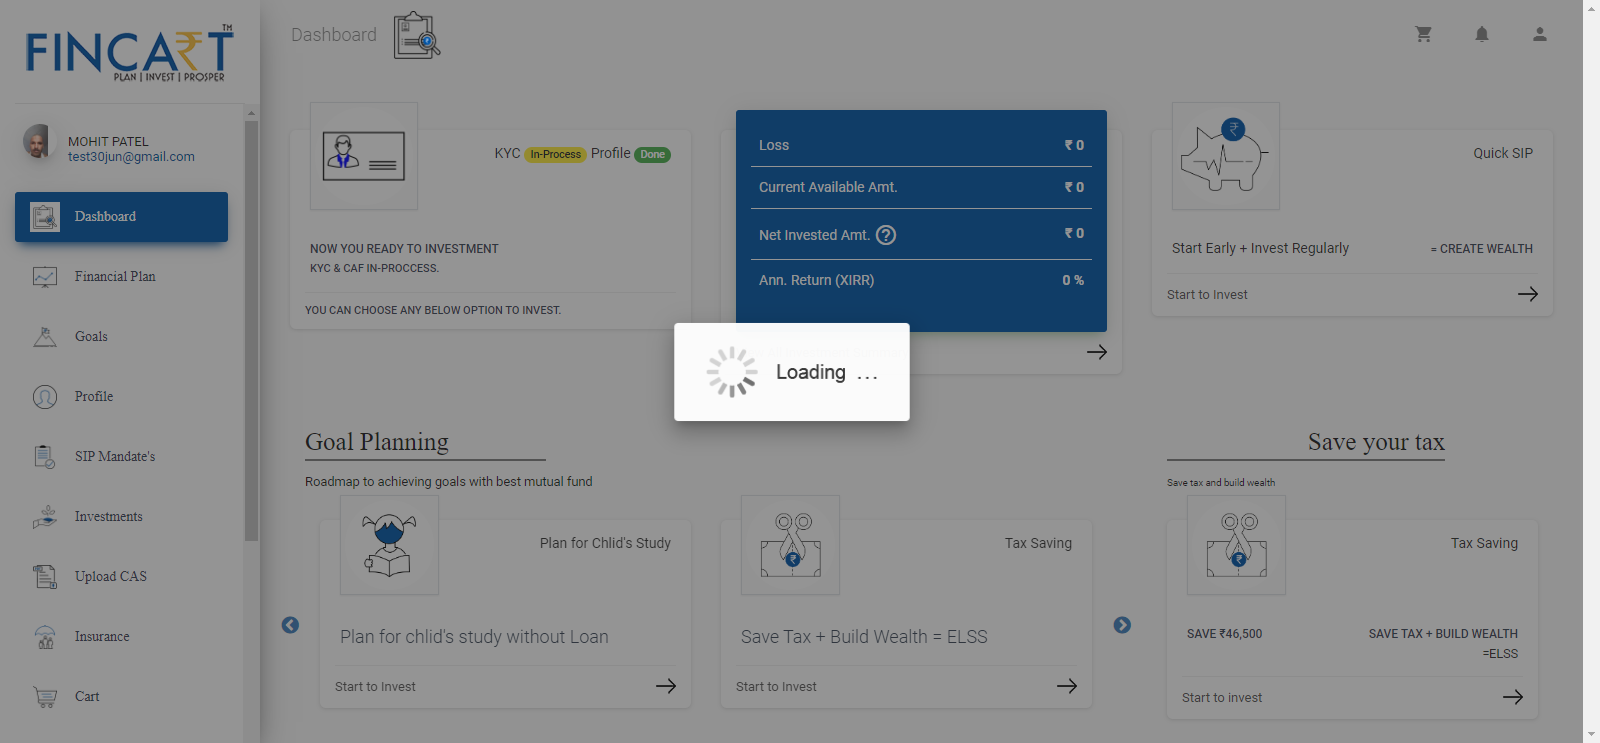 FINCART™
PLAN | INVEST | PROSPER
MOHIT PATEL
test30jun@gmail.com
Dashboard
Financial Plan
Goals
Profile
SIP Mandate's
Investments
Upload CAS
Insurance
Cart
Dashboard
KYC In-Process Profile Done
NOW YOU READY TO INVESTMENT
KYC & CAF IN-PROCCESS.
YOU CAN CHOOSE ANY BELOW OPTION TO INVEST.
Loss ₹ 0
Current Available Amt. ₹ 0
Net Invested Amt. ? ₹ 0
Ann. Return (XIRR) 0 %
Quick SIP
Start Early + Invest Regularly = CREATE WEALTH
Start to Invest
Loading ...
Goal Planning
Roadmap to achieving goals with best mutual fund
Plan for Chlid's Study
Plan for chlid's study without Loan
Start to Invest
Tax Saving
Save Tax + Build Wealth = ELSS
Start to Invest
Save your tax
Save tax and build wealth
Tax Saving
SAVE ₹46,500 SAVE TAX + BUILD WEALTH
=ELSS
Start to invest